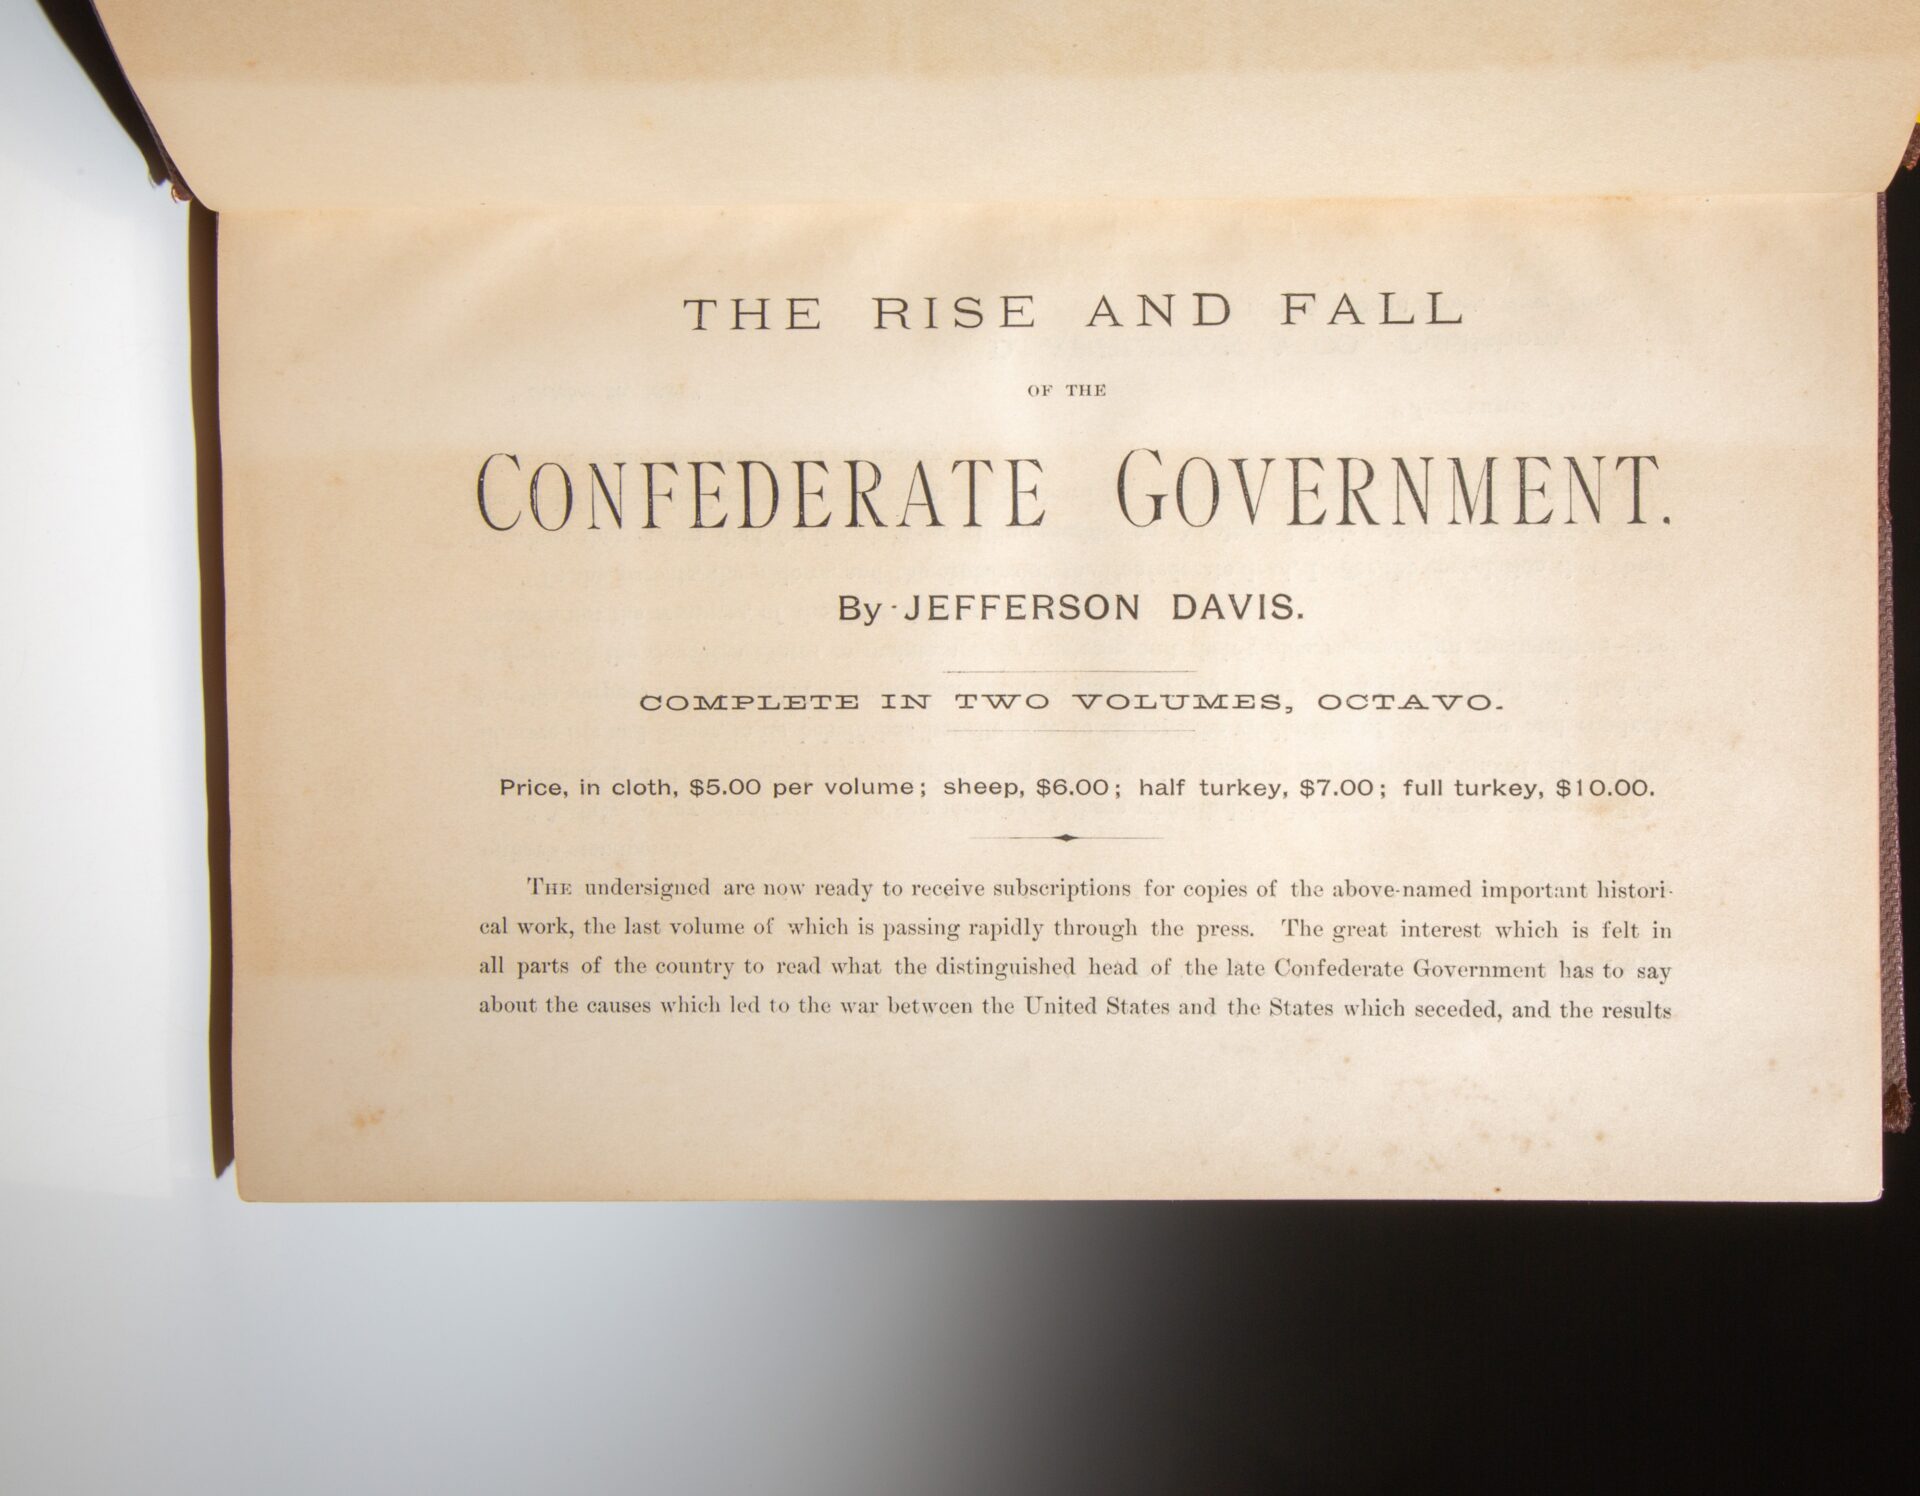 THE RISE AND FALL
OF THE
CONFEDERATE GOVERNMENT.
By JEFFERSON DAVIS.
COMPLETE IN TWO VOLUMES, OCTAVO.
Price, in cloth, $5.00 per volume; sheep, $6.00; half turkey, $7.00; full turkey, $10.00.
THE undersigned are now ready to receive subscriptions for copies of the above-named important histori-
cal work, the last volume of which is passing rapidly through the press. The great interest which is felt in
all parts of the country to read what the distinguished head of the late Confederate Government has to say
about the causes which led to the war between the United States and the States which seceded, and the results